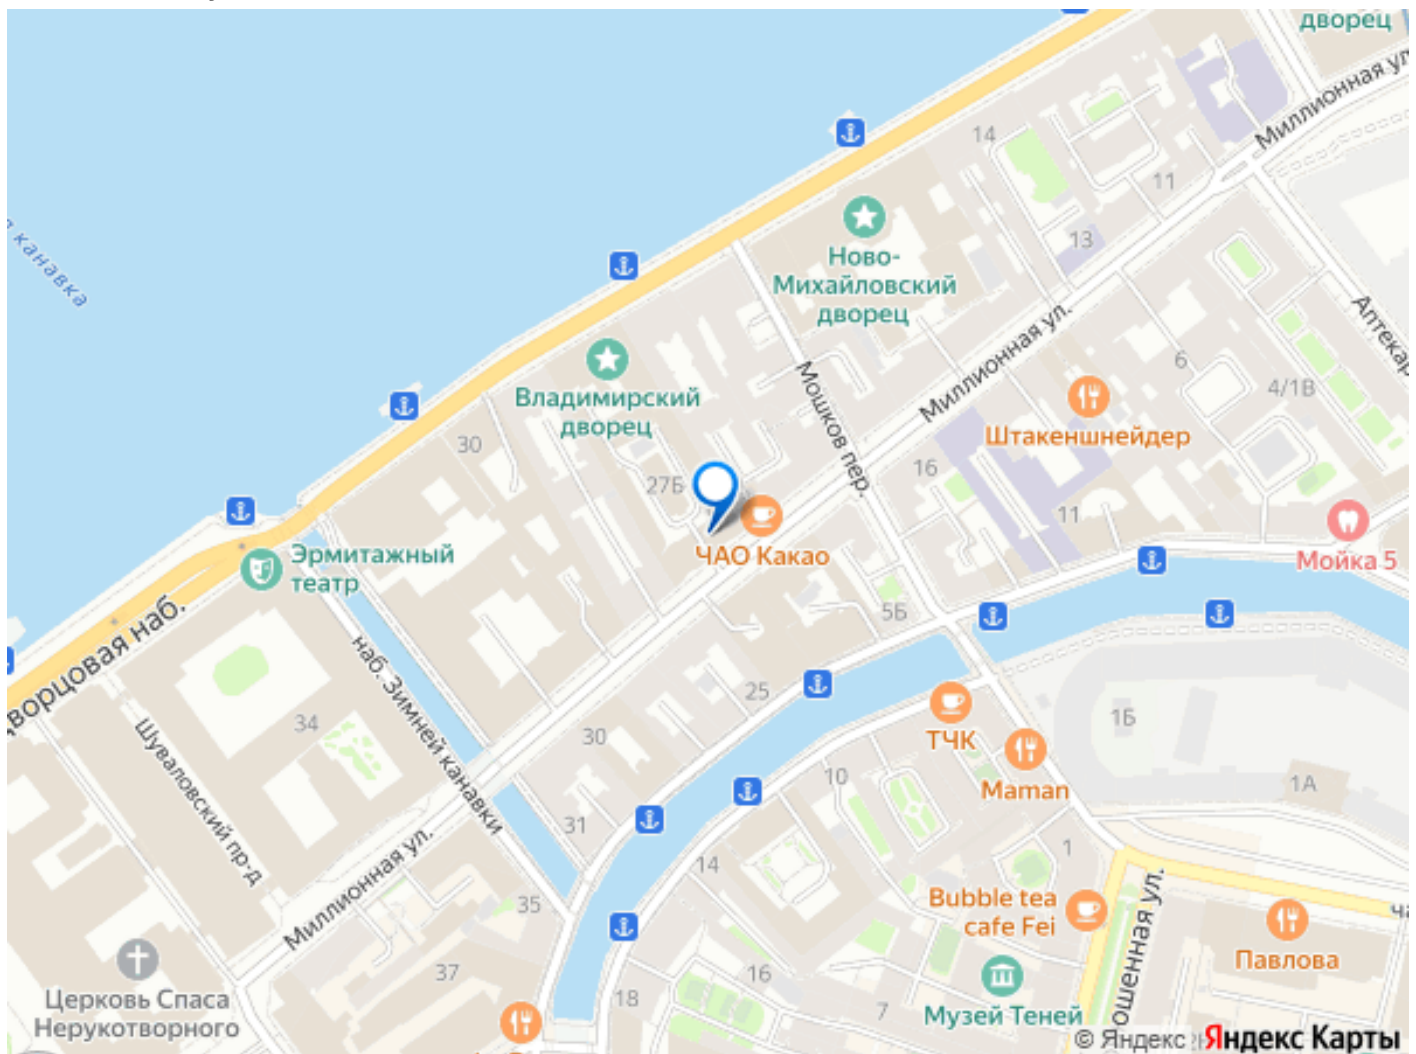 дворец
Миллионная ул.
14
11
13
Ново-
Михайловский
дворец
канавка
Аптекар
6
4/1В
Миллионная ул.
Мошков пер.
Владимирский
дворец
Штакеншнейдер
30
16
27Б
11
ЧАО Какао
Мойка 5
Эрмитажный
театр
5Б
Дворцовая наб.
наб. Зимней канавки
25
34
30
1Б
ТЧК
Шуваловский пр-д
10
1А
Maman
31
Миллионная ул.
14
1
35
Bubble tea
cafe Fei
ошенная ул.
Павлова
37
16
Церковь Спаса
Нерукотворного
18
7
Музей Теней
© Яндекс Яндекс Карты